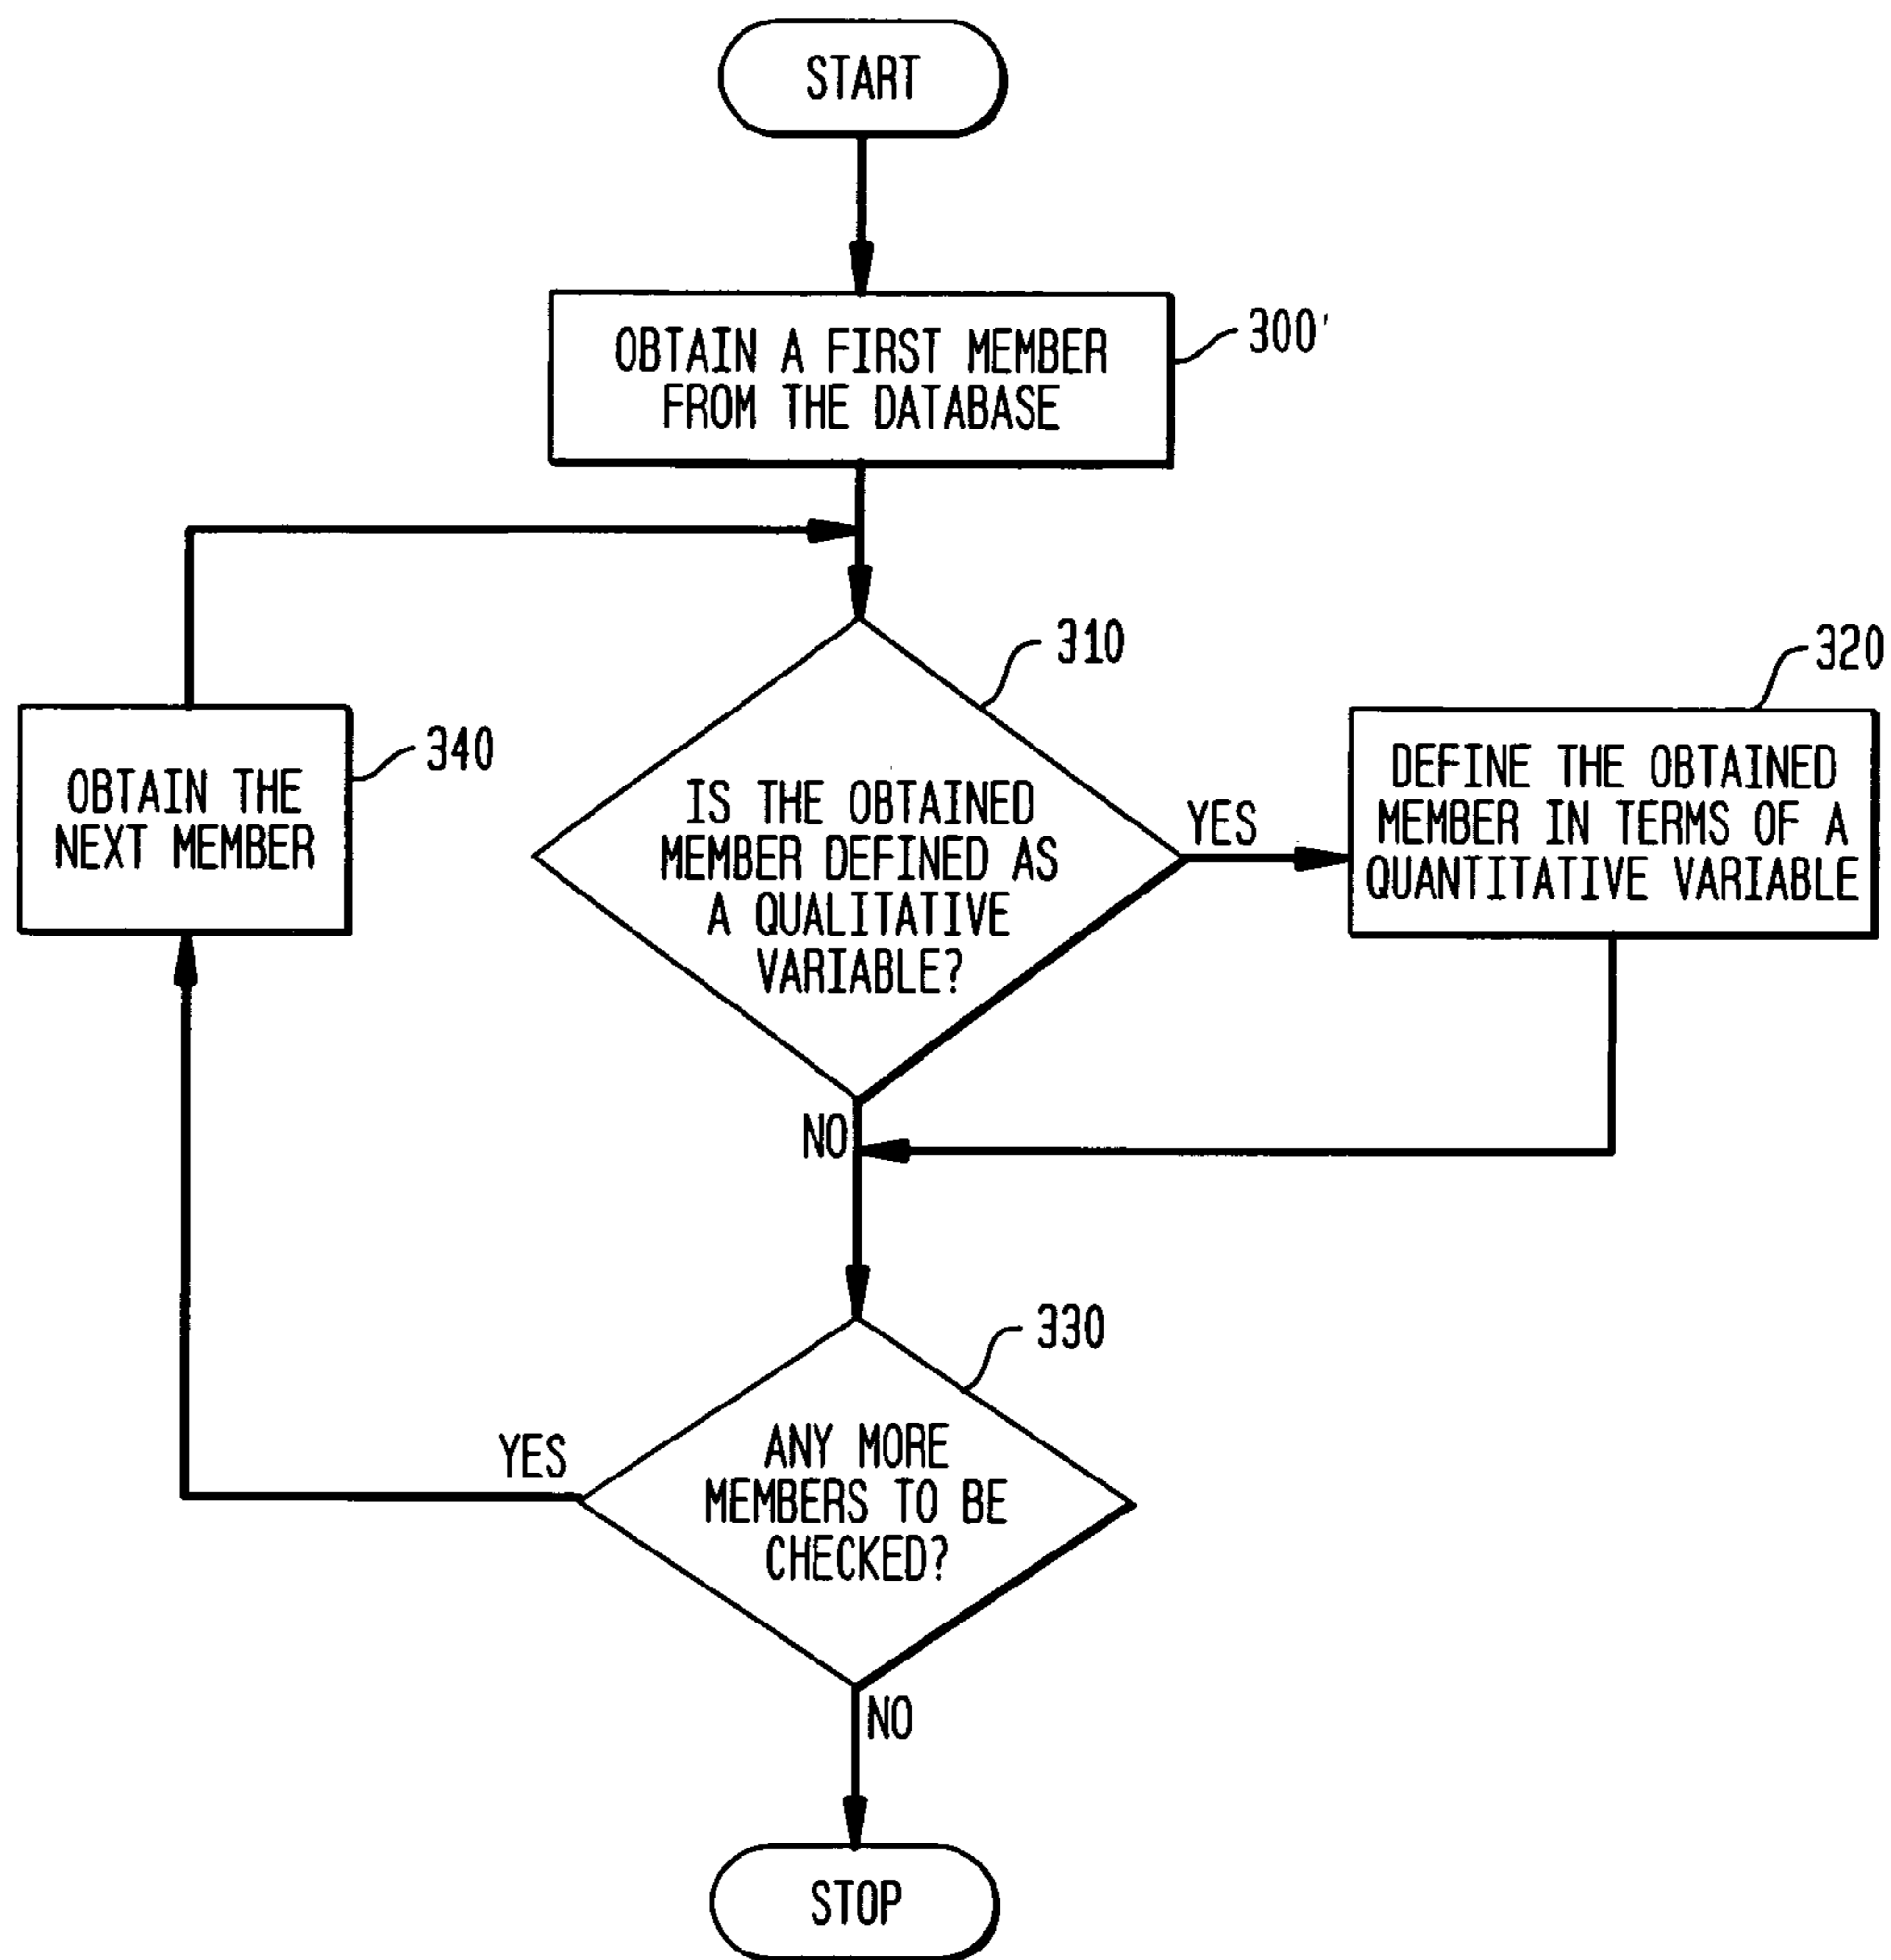 START
OBTAIN A FIRST MEMBER
FROM THE DATABASE
300'
310
IS THE OBTAINED
MEMBER DEFINED AS
A QUALITATIVE
VARIABLE?
YES
320
DEFINE THE OBTAINED
MEMBER IN TERMS OF A
QUANTITATIVE VARIABLE
340
OBTAIN THE
NEXT MEMBER
NO
330
ANY MORE
MEMBERS TO BE
CHECKED?
YES
NO
STOP